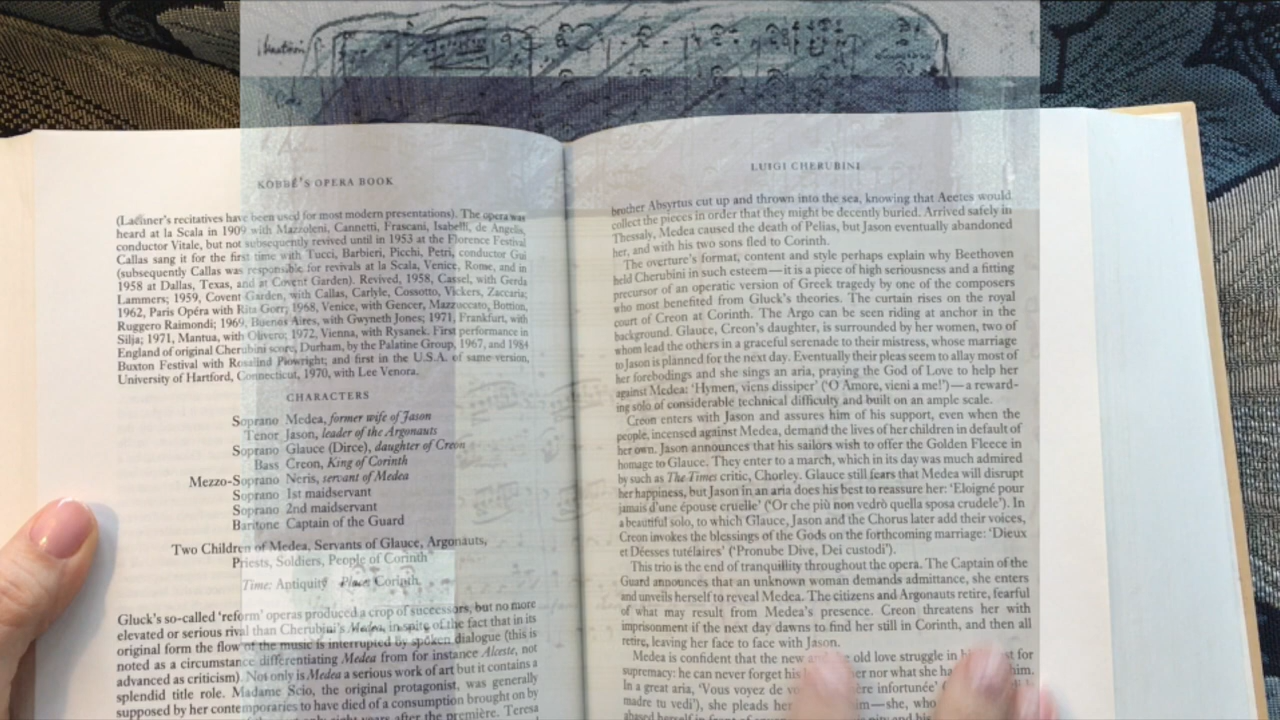 KOBBÉ'S OPERA BOOK
(Lachner's recitatives have been used for most modern presentations). The opera was
heard at la Scala in 1909 with Mazzoleni, Cannetti, Frascani, Isabelli, de Angelis,
conductor Vitale, but not subsequently revived until in 1953 at the Florence Festival
Callas sang it for the first time with Tucci, Barbieri, Picchi, Petri, conductor Gui
(subsequently Callas was responsible for revivals at la Scala, Venice, Rome, and in
1958 at Dallas, Texas, and at Covent Garden). Revived, 1958, Cassel, with Gerda
Lammers; 1959, Covent Garden, with Callas, Carlyle, Cossotto, Vickers, Zaccaria;
1962, Paris Opéra with Rita Gorr; 1968, Venice, with Gencer, Mazzoccato, Bottion,
Ruggero Raimondi; 1969, Buenos Aires, with Gwyneth Jones; 1971, Frankfurt, with
Silja; 1971, Mantua, with Olivero; 1972, Vienna, with Rysanek. First performance in
England of original Cherubini score, Durham, by the Palatine Group, 1967, and 1984
Buxton Festival with Rosalind Plowright; and first in the U.S.A. of same version,
University of Hartford, Connecticut, 1970, with Lee Venora.
CHARACTERS
Soprano Medea, former wife of Jason
Tenor Jason, leader of the Argonauts
Soprano Glauce (Dirce), daughter of Creon
Bass Creon, King of Corinth
Mezzo-Soprano Neris, servant of Medea
Soprano 1st maidservant
Soprano 2nd maidservant
Baritone Captain of the Guard
Two Children of Medea, Servants of Glauce, Argonauts,
Priests, Soldiers, People of Corinth
Time: Antiquity Place: Corinth
Gluck's so-called 'reform' operas produced a crop of successors, but no more
elevated or serious rival than Cherubini's Medea, in spite of the fact that in its
original form the flow of the music is interrupted by spoken dialogue (this is
noted as a circumstance differentiating Medea from for instance Alceste, not
advanced as criticism). Not only is Medea a serious work of art but it contains a
splendid title role. Madame Scio, the original protagonist, was generally
supposed by her contemporaries to have died of a consumption brought on by
only eight years after the première. Teresa
LUIGI CHERUBINI
brother Absyrtus cut up and thrown into the sea, knowing that Aeetes would
collect the pieces in order that they might be decently buried. Arrived safely in
Thessaly, Medea caused the death of Pelias, but Jason eventually abandoned
her, and with his two sons fled to Corinth.
The overture's format, content and style perhaps explain why Beethoven
held Cherubini in such esteem—it is a piece of high seriousness and a fitting
precursor of an operatic version of Greek tragedy by one of the composers
who most benefited from Gluck's theories. The curtain rises on the royal
court of Creon at Corinth. The Argo can be seen riding at anchor in the
background. Glauce, Creon's daughter, is surrounded by her women, two of
whom lead the others in a graceful serenade to their mistress, whose marriage
to Jason is planned for the next day. Eventually their pleas seem to allay most of
her forebodings and she sings an aria, praying the God of Love to help her
against Medea: 'Hymen, viens dissiper' ('O Amore, vieni a me!')—a reward-
ing solo of considerable technical difficulty and built on an ample scale.
Creon enters with Jason and assures him of his support, even when the
people, incensed against Medea, demand the lives of her children in default of
her own. Jason announces that his sailors wish to offer the Golden Fleece in
homage to Glauce. They enter to a march, which in its day was much admired
by such as The Times critic, Chorley. Glauce still fears that Medea will disrupt
her happiness, but Jason in an aria does his best to reassure her: 'Eloigné pour
jamais d'une épouse cruelle' ('Or che più non vedrò quella sposa crudele'). In
a beautiful solo, to which Glauce, Jason and the Chorus later add their voices,
Creon invokes the blessings of the Gods on the forthcoming marriage: 'Dieux
et Déesses tutélaires' ('Pronube Dive, Dei custodi').
This trio is the end of tranquillity throughout the opera. The Captain of the
Guard announces that an unknown woman demands admittance, she enters
and unveils herself to reveal Medea. The citizens and Argonauts retire, fearful
of what may result from Medea's presence. Creon threatens her with
imprisonment if the next day dawns to find her still in Corinth, and then all
retire, leaving her face to face with Jason.
Medea is confident that the new old love struggle in st for
supremacy: he can never forget his her nor what she ha him.
In a great aria, 'Vous voyez de vo ère infortunée'
madre tu vedi'), she pleads her im—she, who